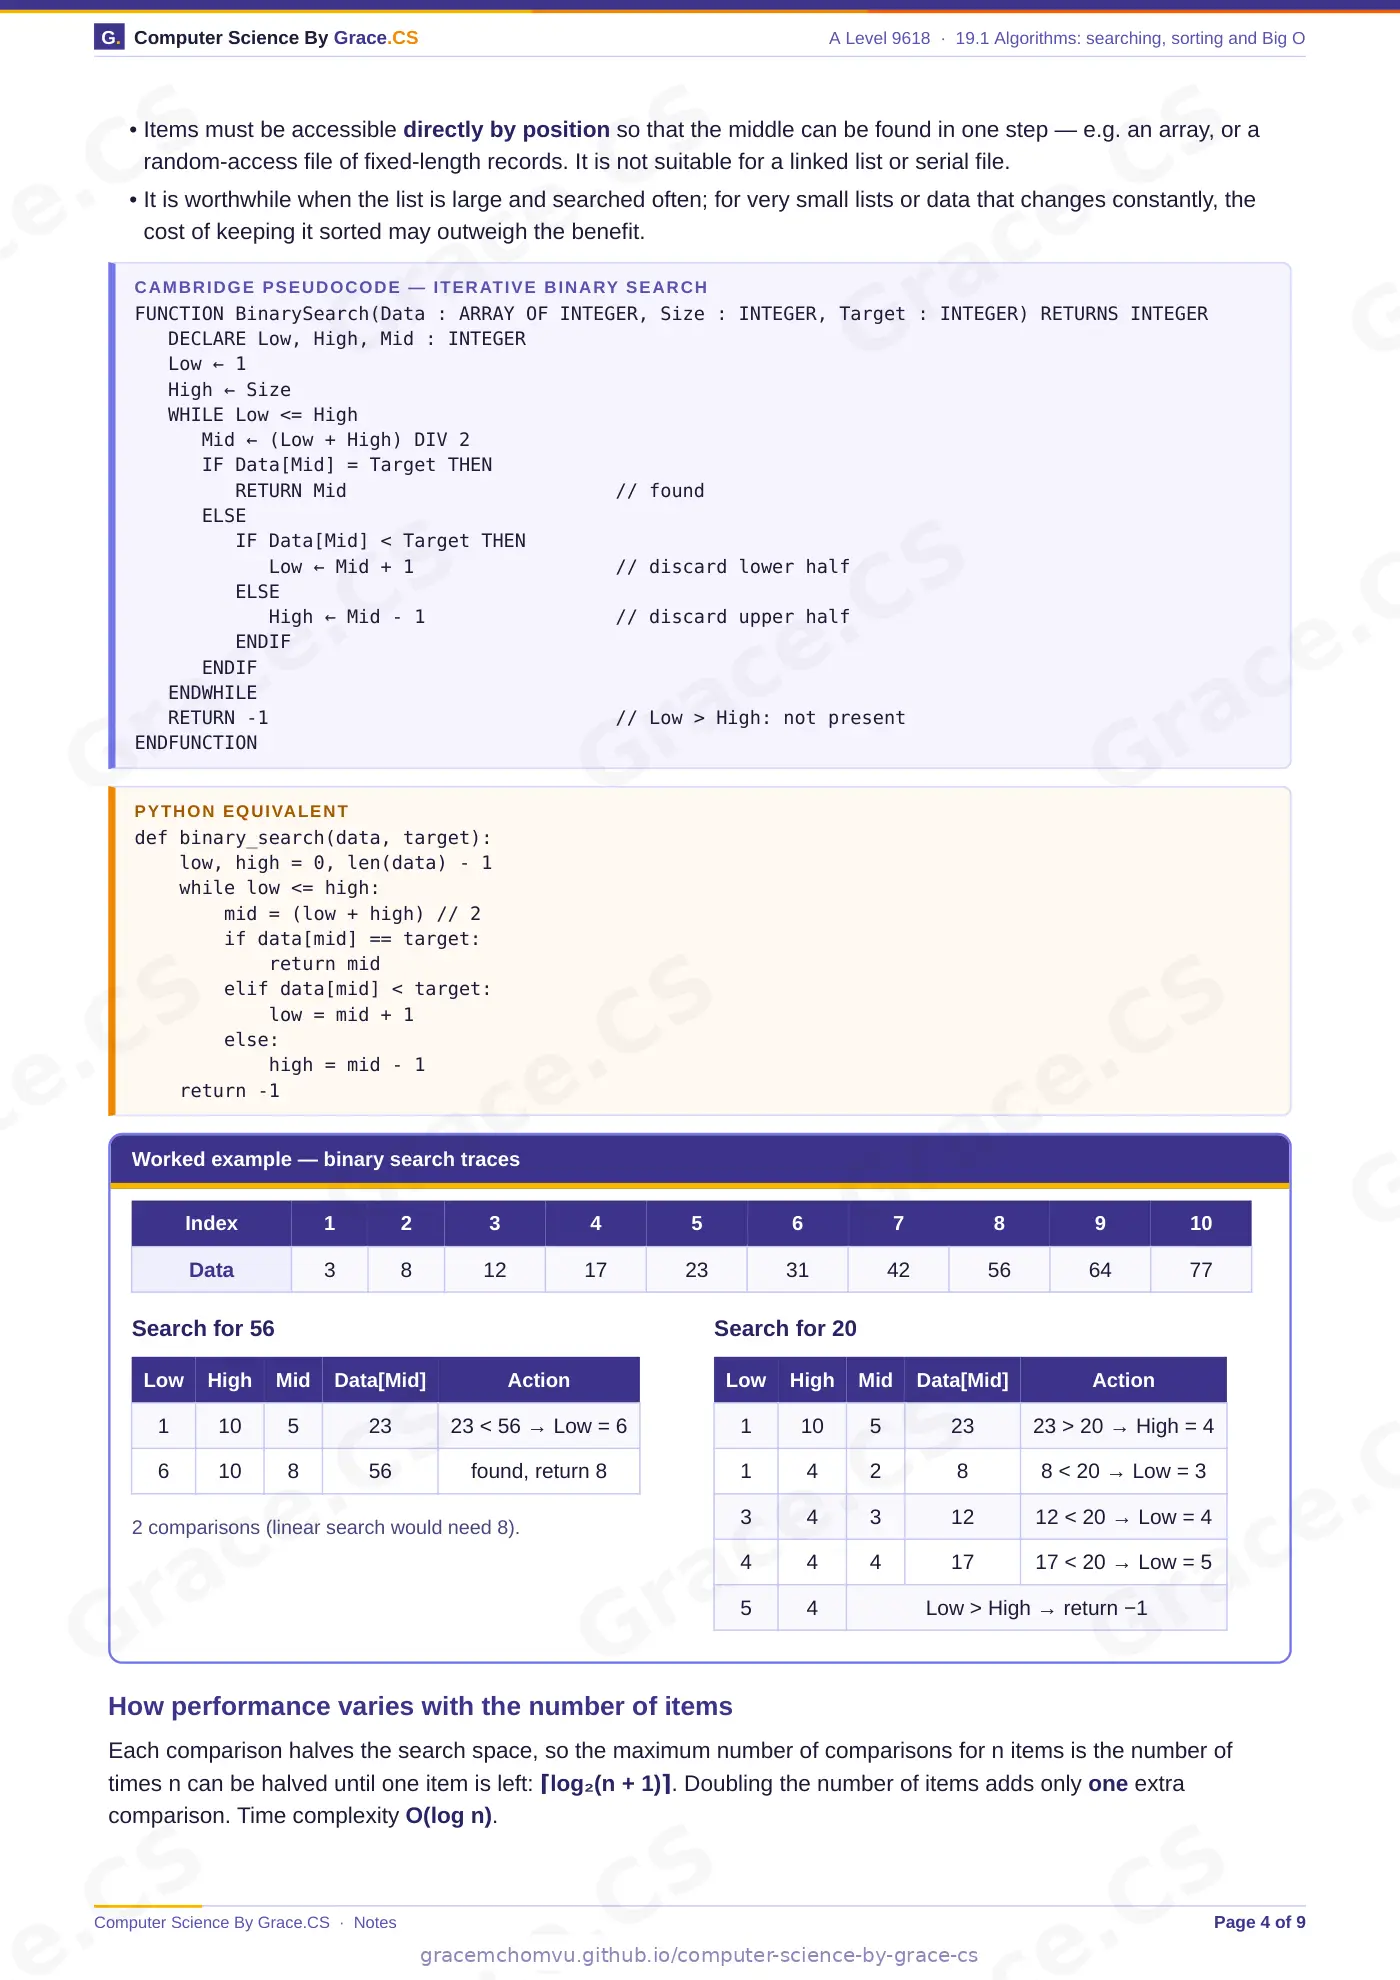 G. Computer Science By Grace.CS
A Level 9618 · 19.1 Algorithms: searching, sorting and Big O
• Items must be accessible directly by position so that the middle can be found in one step — e.g. an array, or a
random-access file of fixed-length records. It is not suitable for a linked list or serial file.
• It is worthwhile when the list is large and searched often; for very small lists or data that changes constantly, the
cost of keeping it sorted may outweigh the benefit.
CAMBRIDGE PSEUDOCODE — ITERATIVE BINARY SEARCH
FUNCTION BinarySearch(Data : ARRAY OF INTEGER, Size : INTEGER, Target : INTEGER) RETURNS INTEGER
   DECLARE Low, High, Mid : INTEGER
   Low ← 1
   High ← Size
   WHILE Low <= High
      Mid ← (Low + High) DIV 2
      IF Data[Mid] = Target THEN
         RETURN Mid                        // found
      ELSE
         IF Data[Mid] < Target THEN
            Low ← Mid + 1                  // discard lower half
         ELSE
            High ← Mid - 1                 // discard upper half
         ENDIF
      ENDIF
   ENDWHILE
   RETURN -1                               // Low > High: not present
ENDFUNCTION
PYTHON EQUIVALENT
def binary_search(data, target):
    low, high = 0, len(data) - 1
    while low <= high:
        mid = (low + high) // 2
        if data[mid] == target:
            return mid
        elif data[mid] < target:
            low = mid + 1
        else:
            high = mid - 1
    return -1
Worked example — binary search traces
Index 1 2 3 4 5 6 7 8 9 10
Data 3 8 12 17 23 31 42 56 64 77
Search for 56
Low High Mid Data[Mid] Action
1 10 5 23 23 < 56 → Low = 6
6 10 8 56 found, return 8
2 comparisons (linear search would need 8).
Search for 20
Low High Mid Data[Mid] Action
1 10 5 23 23 > 20 → High = 4
1 4 2 8 8 < 20 → Low = 3
3 4 3 12 12 < 20 → Low = 4
4 4 4 17 17 < 20 → Low = 5
5 4 Low > High → return −1
How performance varies with the number of items
Each comparison halves the search space, so the maximum number of comparisons for n items is the number of
times n can be halved until one item is left: ⌈log₂(n + 1)⌉. Doubling the number of items adds only one extra
comparison. Time complexity O(log n).
Computer Science By Grace.CS · Notes
Page 4 of 9
gracemchomvu.github.io/computer-science-by-grace-cs